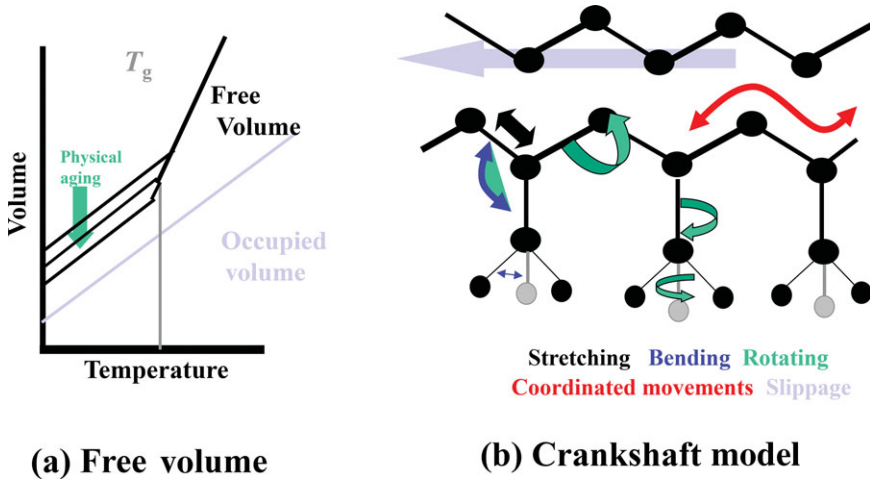 Tg
Free
Volume
Physical
aging
Volume
Occupied
volume
Temperature
(a) Free volume
Stretching Bending Rotating
Coordinated movements Slippage
(b) Crankshaft model